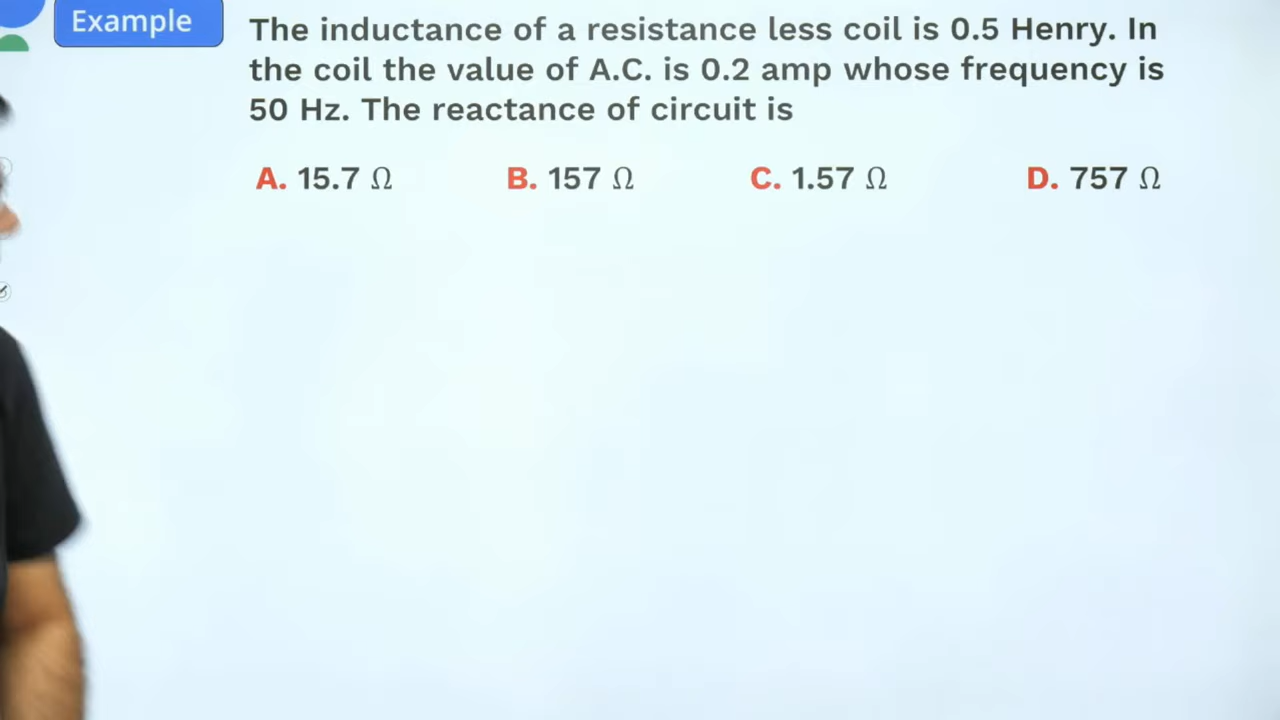 Example
The inductance of a resistance less coil is 0.5 Henry. In
the coil the value of A.C. is 0.2 amp whose frequency is
50 Hz. The reactance of circuit is
A. 15.7 Ω B. 157 Ω C. 1.57 Ω D. 757 Ω